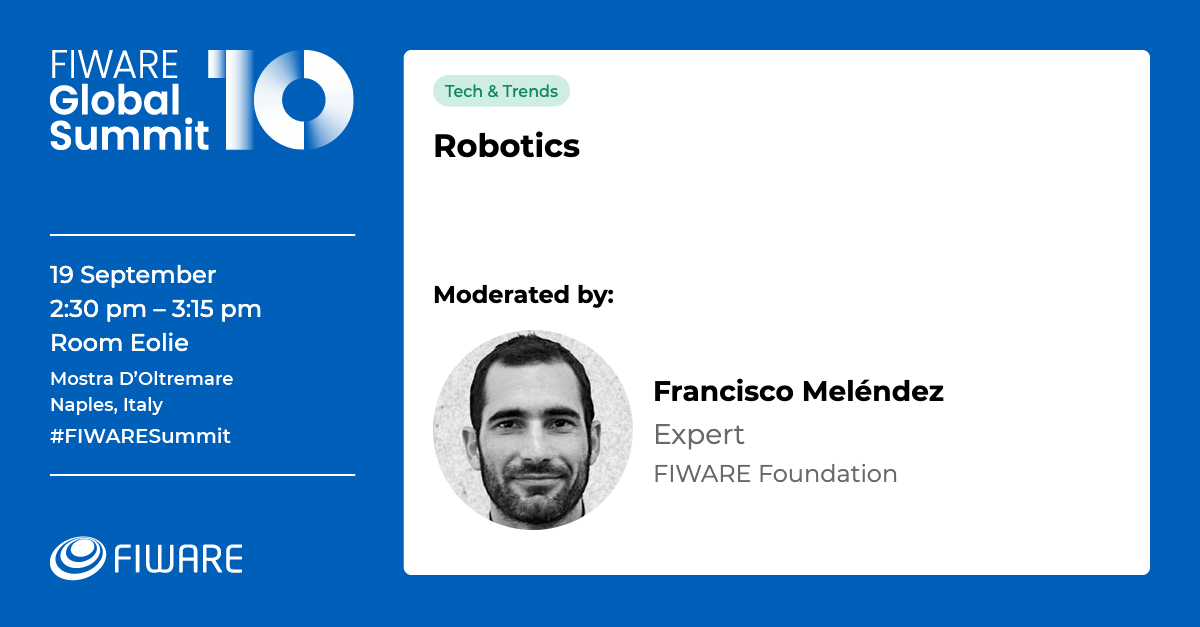 FIWARE
Global
Summit
10
19 September
2:30 pm – 3:15 pm
Room Eolie
Mostra D’Oltremare
Naples, Italy
#FIWARESummit
FIWARE
Tech & Trends
Robotics
Moderated by:
Francisco Meléndez
Expert
FIWARE Foundation